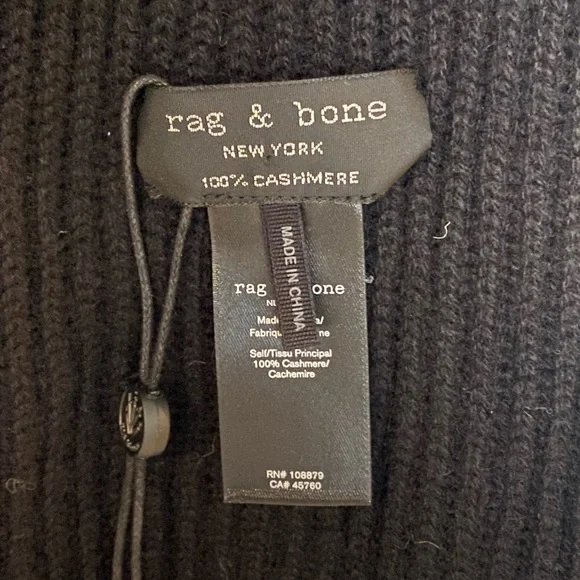 rag & bone
NEW YORK
100% CASHMERE
MADE IN CHINA
rag one
Made
Self/Tissu Principal
100% Cashmere/
Cachemire
RN# 108879
CA# 45760